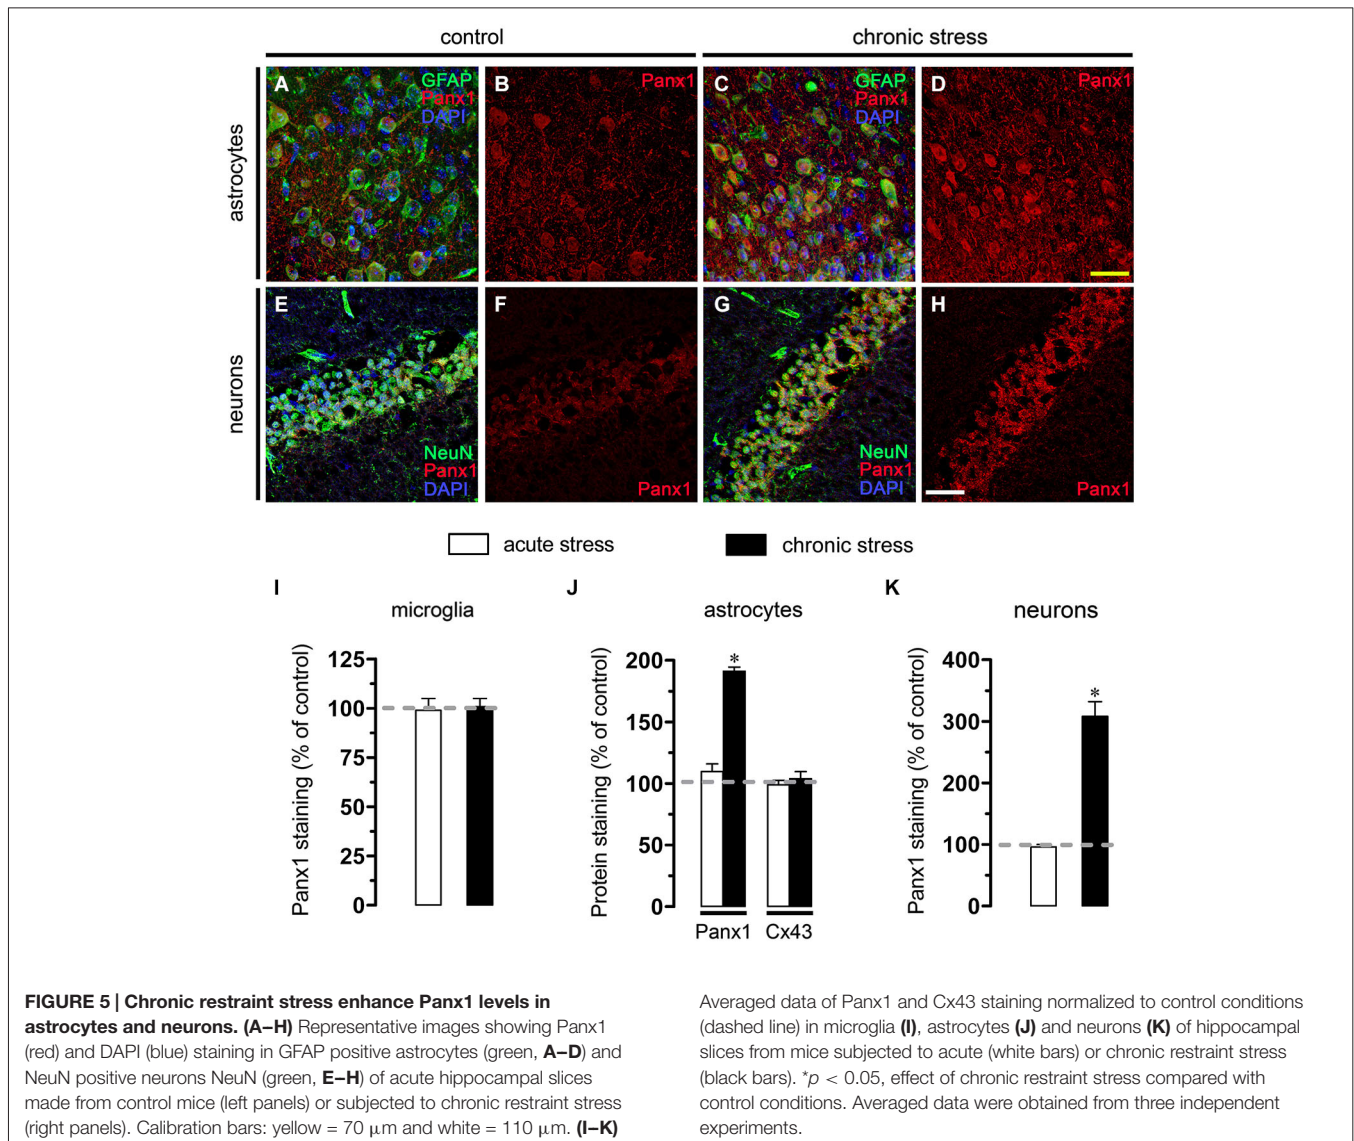 control
chronic stress
astrocytes
A
GFAP
Panx1
DAPI
B
Panx1
C
GFAP
Panx1
DAPI
D
Panx1
neurons
E
NeuN
Panx1
DAPI
F
Panx1
G
NeuN
Panx1
DAPI
H
Panx1
acute stress
chronic stress
I
microglia
Panx1 staining (% of control)
125
100
75
50
25
0
J
astrocytes
Protein staining (% of control)
200
150
100
50
0
*
Panx1
Cx43
K
neurons
Panx1 staining (% of control)
400
300
200
100
0
*
FIGURE 5 | Chronic restraint stress enhance Panx1 levels in
astrocytes and neurons. (A–H) Representative images showing Panx1
(red) and DAPI (blue) staining in GFAP positive astrocytes (green, A–D) and
NeuN positive neurons NeuN (green, E–H) of acute hippocampal slices
made from control mice (left panels) or subjected to chronic restraint stress
(right panels). Calibration bars: yellow = 70 μm and white = 110 μm. (I–K)
Averaged data of Panx1 and Cx43 staining normalized to control conditions
(dashed line) in microglia (I), astrocytes (J) and neurons (K) of hippocampal
slices from mice subjected to acute (white bars) or chronic restraint stress
(black bars). *p < 0.05, effect of chronic restraint stress compared with
control conditions. Averaged data were obtained from three independent
experiments.